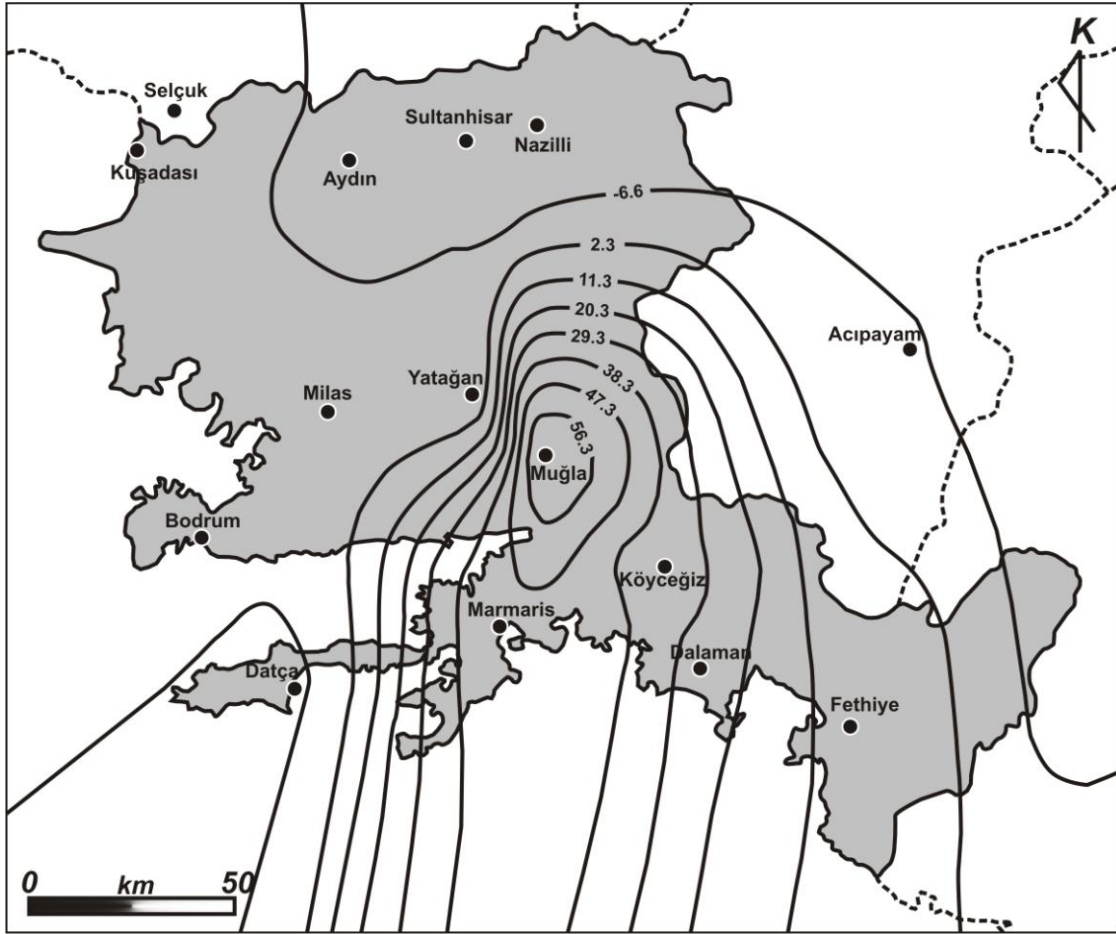 K
Selçuk
Sultanhisar
Nazilli
Kuşadası
Aydın
-6.6
2.3
11.3
20.3
Acıpayam
29.3
38.3
Yatağan
Milas
47.3
56.3
Muğla
Bodrum
Köyceğiz
Marmaris
Dalaman
Datça
Fethiye
0 km 50